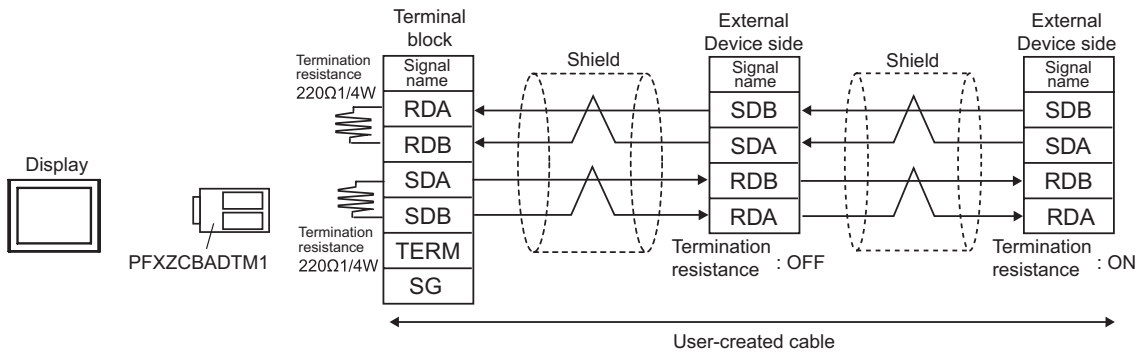 Display
PFXZCBADTM1
Terminal
block
Termination
resistance
220Ω1/4W
Signal
name
RDA
RDB
SDA
SDB
TERM
SG
Termination
resistance
220Ω1/4W
Shield
External
Device side
Signal
name
SDB
SDA
RDB
RDA
Termination
resistance : OFF
Shield
External
Device side
Signal
name
SDB
SDA
RDB
RDA
Termination
resistance : ON
User-created cable